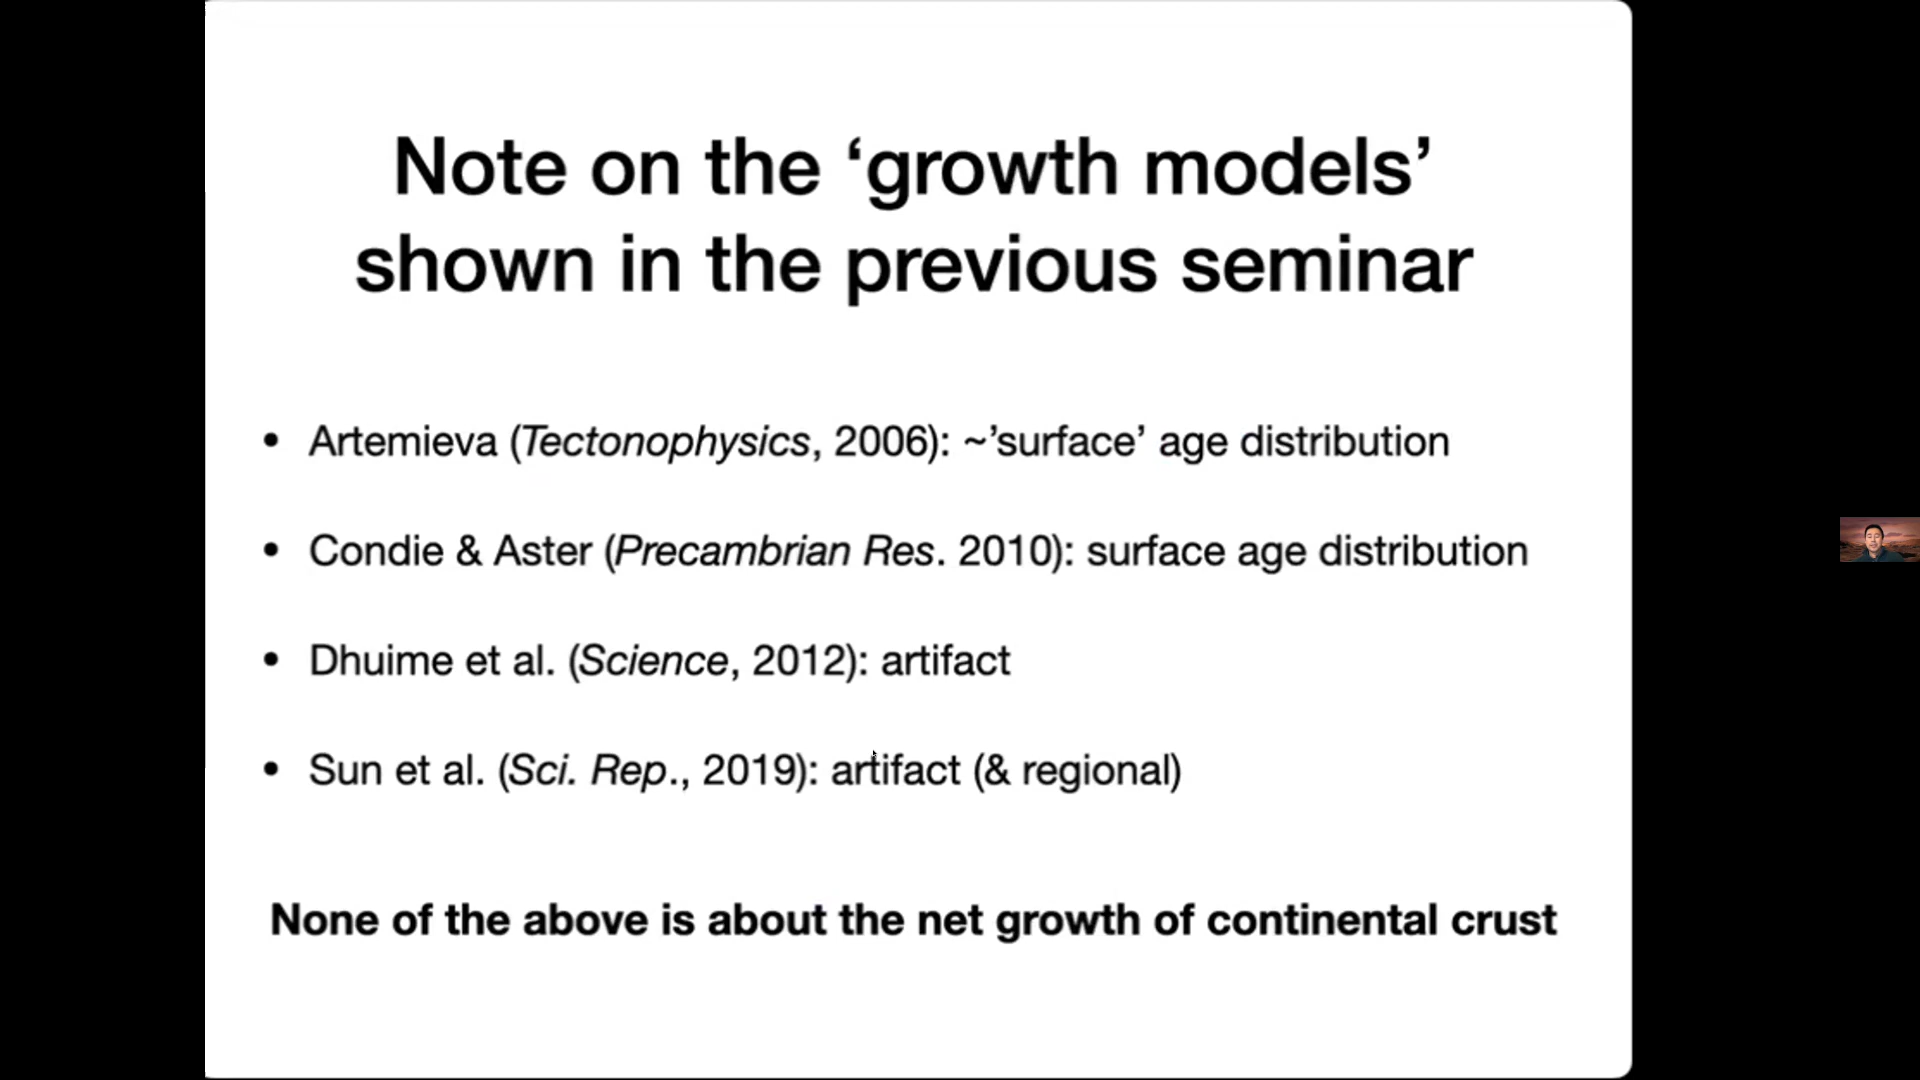 Note on the ‘growth models’
shown in the previous seminar
• Artemieva (Tectonophysics, 2006): ~’surface’ age distribution
• Condie & Aster (Precambrian Res. 2010): surface age distribution
• Dhuime et al. (Science, 2012): artifact
• Sun et al. (Sci. Rep., 2019): artifact (& regional)
None of the above is about the net growth of continental crust